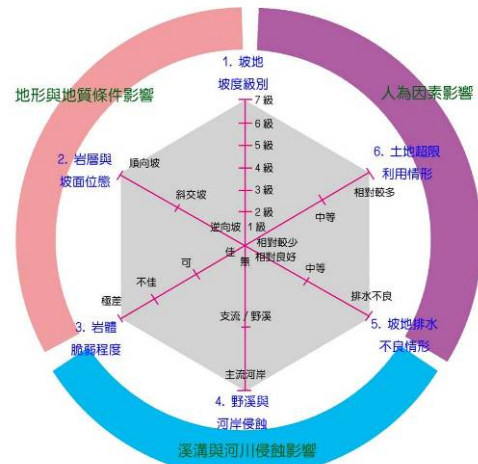 1. 坡地
坡度級別
地形與地質條件影響
人為因素影響
7 級
6 級
5 級
4 級
3 級
2 級
1 級
2. 岩層與
坡面位態
順向坡
斜交坡
逆向坡
6. 土地超限
利用情形
相對較多
中等
相對較少
佳
可
不佳
極差
3. 岩體
脆弱程度
無
支流 / 野溪
主流河岸
4. 野溪與
河岸侵蝕
相對良好
中等
排水不良
5. 坡地排水
不良情形
溪溝與河川侵蝕影響